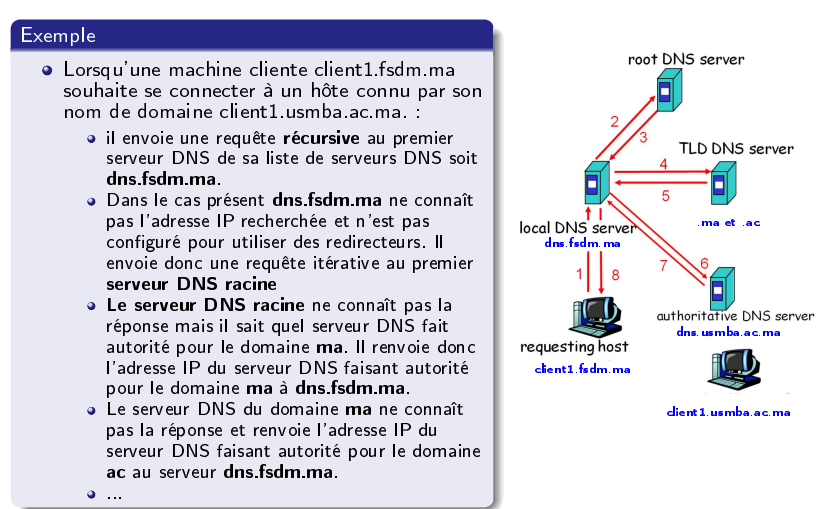 Exemple
Lorsqu'une machine cliente client1.fsdm.ma
souhaite se connecter à un hôte connu par son
nom de domaine client1.usmba.ac.ma. :
il envoie une requête récursive au premier
serveur DNS de sa liste de serveurs DNS soit
dns.fsdm.ma.
Dans le cas présent dns.fsdm.ma ne connaît
pas l'adresse IP recherchée et n'est pas
configuré pour utiliser des redirecteurs. Il
envoie donc une requête itérative au premier
serveur DNS racine
Le serveur DNS racine ne connaît pas la
réponse mais il sait quel serveur DNS fait
autorité pour le domaine ma. Il renvoie donc
l'adresse IP du serveur DNS faisant autorité
pour le domaine ma à dns.fsdm.ma.
Le serveur DNS du domaine ma ne connaît
pas la réponse et renvoie l'adresse IP du
serveur DNS faisant autorité pour le domaine
ac au serveur dns.fsdm.ma.
...
root DNS server
2
3
TLD DNS server
4
5
.ma et .ac
local DNS server
dns.fsdm.ma
6
7
1
8
authoritative DNS server
dns.usmba.ac.ma
requesting host
client1.fsdm.ma
client1.usmba.ac.ma